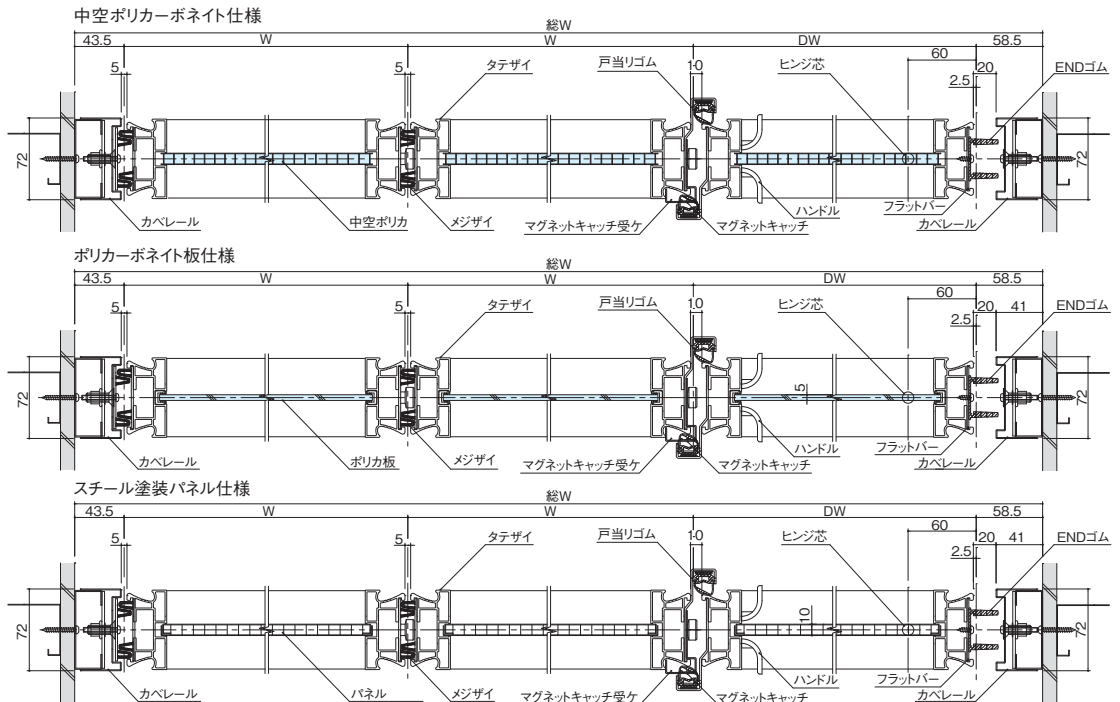 中空ポリカーボネイト仕様
総W
43.5 W W DW 58.5
60
5 5 タテザイ 戸当りゴム 10 ヒンジ芯 2.5 20 ENDゴム
72 72
カベレール 中空ポリカ メジザイ マグネットキャッチ受ケ マグネットキャッチ ハンドル フラットバー カベレール
ポリカーボネイト板仕様
総W
43.5 W W DW 58.5
60
5 5 タテザイ 戸当りゴム 10 ヒンジ芯 2.5 20 41 ENDゴム
72 5 72
カベレール ポリカ板 メジザイ マグネットキャッチ受ケ マグネットキャッチ ハンドル フラットバー カベレール
スチール塗装パネル仕様
総W
43.5 W W DW 58.5
60
5 5 タテザイ 戸当りゴム 10 ヒンジ芯 2.5 20 41 ENDゴム
72 10 72
カベレール パネル メジザイ マグネットキャッチ受ケ マグネットキャッチ ハンドル フラットバー カベレール